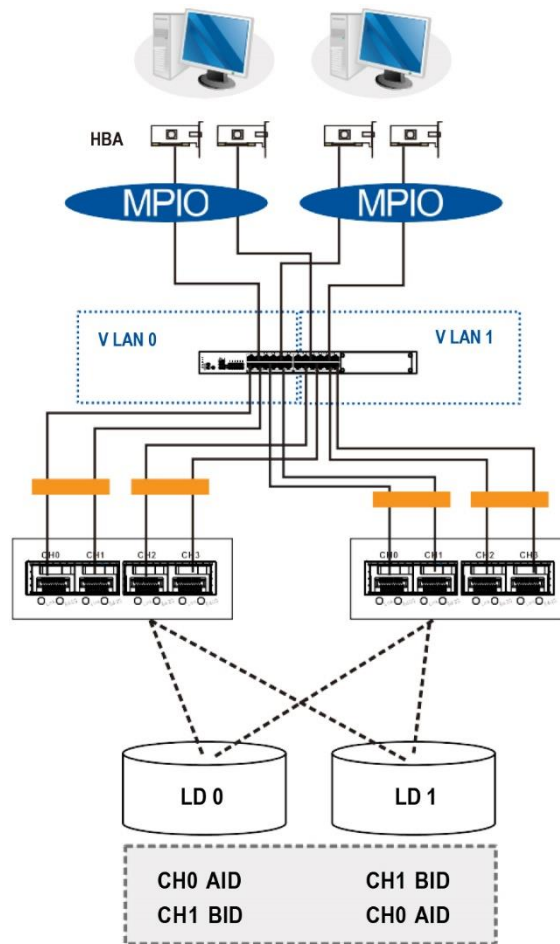 HBA
MPIO MPIO
V LAN 0 V LAN 1
CH0 CH1 CH2 CH3 CH0 CH1 CH2 CH3
LD 0 LD 1
CH0 AID CH1 BID
CH1 BID CH0 AID